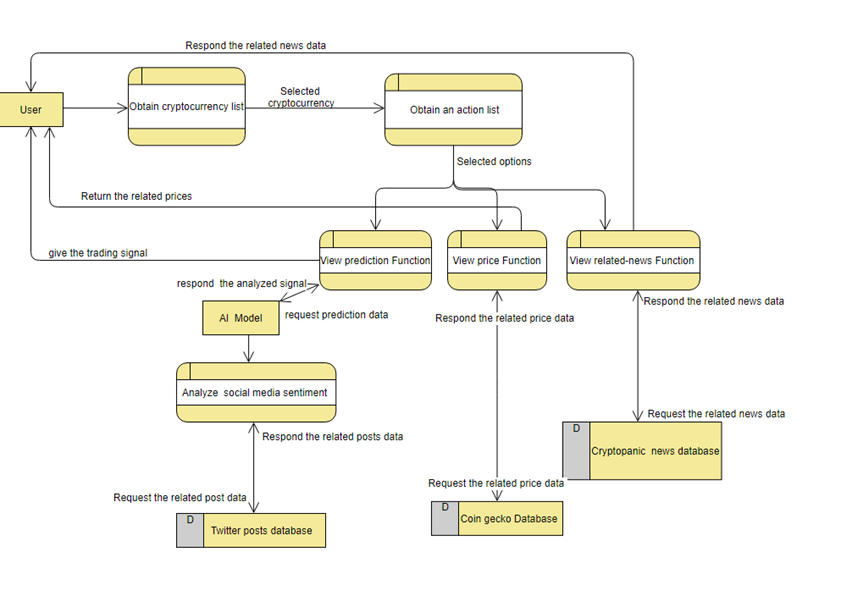 Respond the related news data
User
Obtain cryptocurrency list
Selected
cryptocurrency
Obtain an action list
Selected options
Return the related prices
give the trading signal
View prediction Function
View price Function
View related-news Function
respond the analyzed signal
AI Model
request prediction data
Respond the related price data
Respond the related news data
Analyze social media sentiment
Respond the related posts data
Request the related news data
D
Cryptopanic news database
Request the related post data
Request the related price data
D
Twitter posts database
D
Coin gecko Database